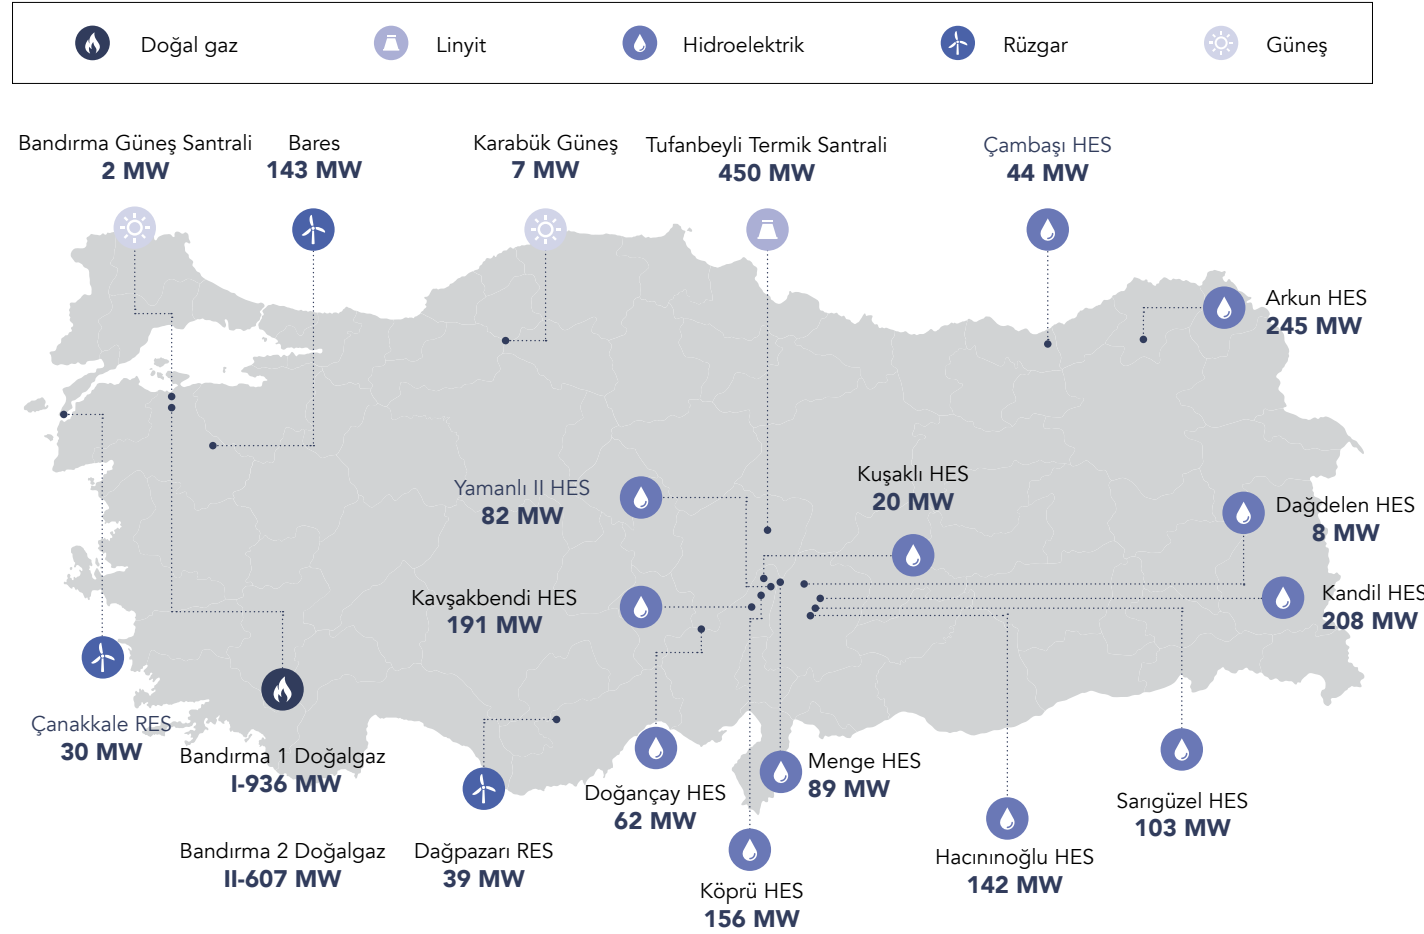 Doğal gaz
Linyit
Hidroelektrik
Rüzgar
Güneş
Bandırma Güneş Santrali
2 MW
Bares
143 MW
Karabük Güneş
7 MW
Tufanbeyli Termik Santrali
450 MW
Çambaşı HES
44 MW
Arkun HES
245 MW
Yamanlı II HES
82 MW
Kuşaklı HES
20 MW
Dağdelen HES
8 MW
Kavşakbendi HES
191 MW
Kandil HES
208 MW
Çanakkale RES
30 MW
Bandırma 1 Doğalgaz
I-936 MW
Bandırma 2 Doğalgaz
II-607 MW
Dağpazarı RES
39 MW
Doğançay HES
62 MW
Menge HES
89 MW
Köprü HES
156 MW
Hacınınoğlu HES
142 MW
Sarıgüzel HES
103 MW